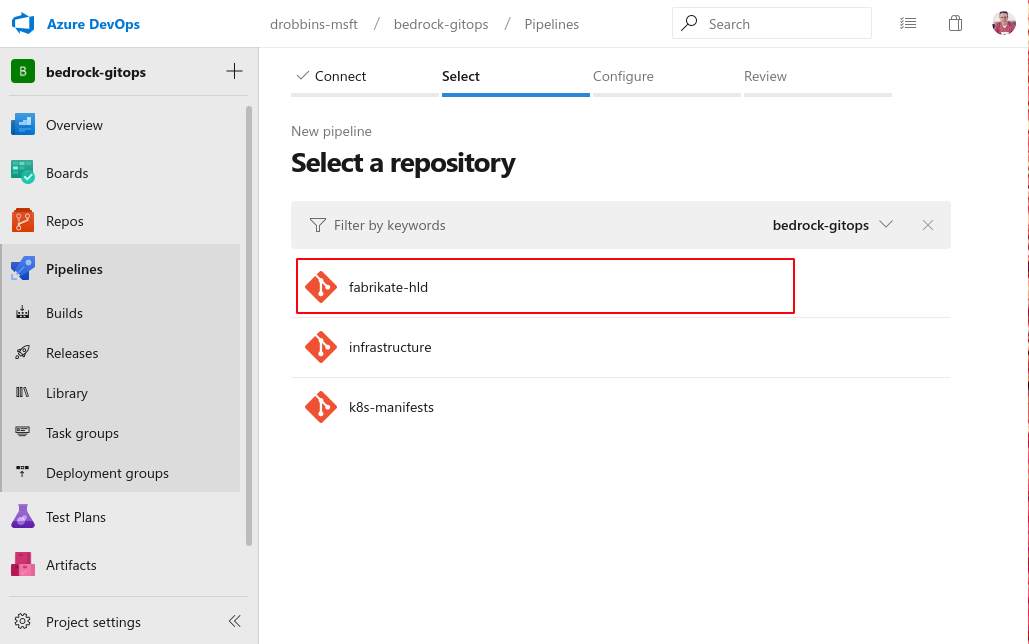 Azure DevOps
drobbins-msft / bedrock-gitops / Pipelines
Search
B bedrock-gitops
Overview
Boards
Repos
Pipelines
Builds
Releases
Library
Task groups
Deployment groups
Test Plans
Artifacts
Project settings
Connect Select Configure Review
New pipeline
Select a repository
Filter by keywords bedrock-gitops
fabrikate-hld
infrastructure
k8s-manifests